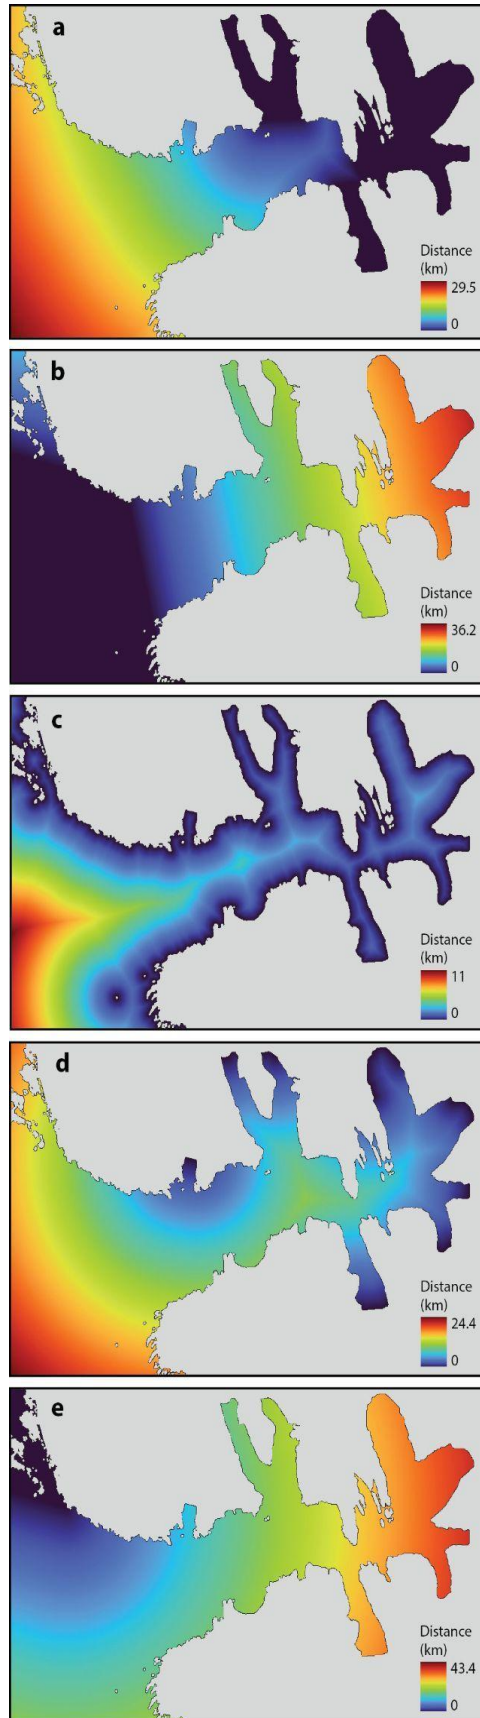 a
Distance
(km)
29.5
0
b
Distance
(km)
36.2
0
c
Distance
(km)
11
0
d
Distance
(km)
24.4
0
e
Distance
(km)
43.4
0